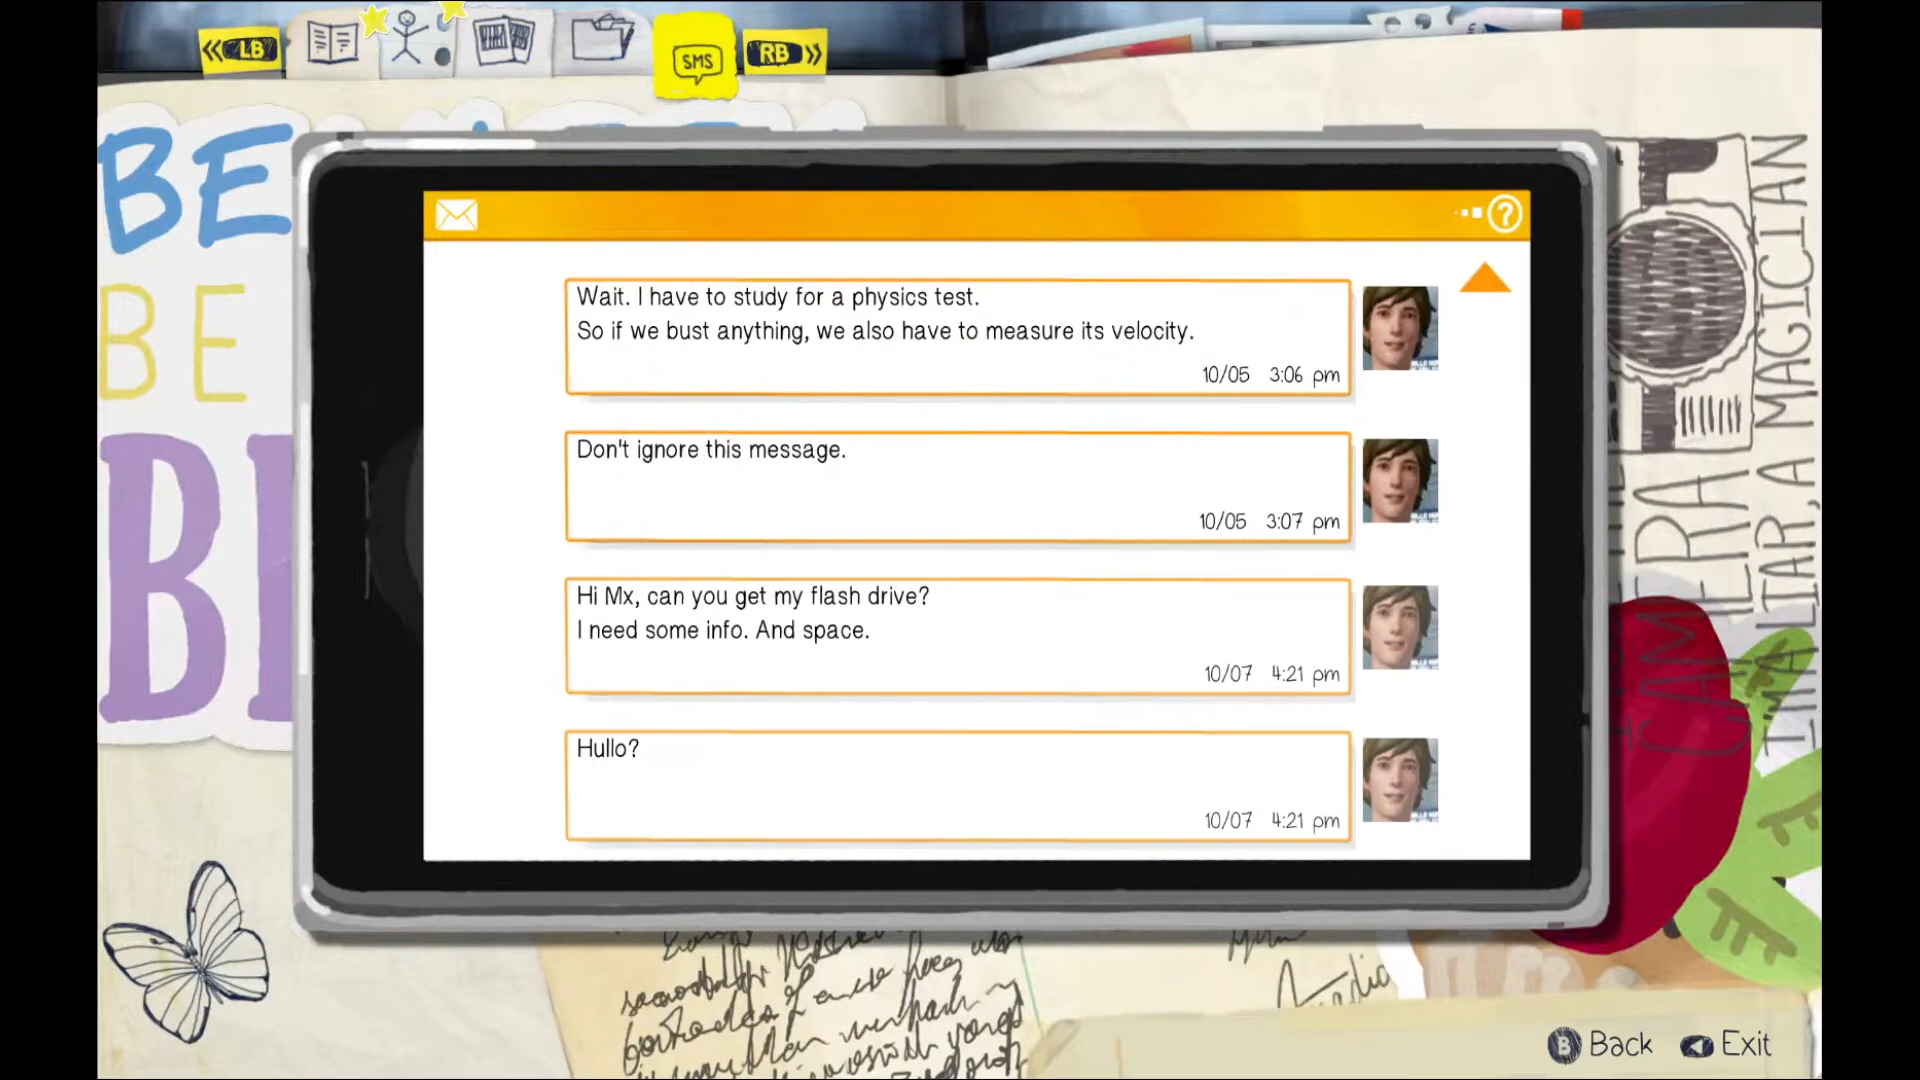 LB
SMS
RB
BE
BE
Wait. I have to study for a physics test.
So if we bust anything, we also have to measure its velocity.
10/05 3:06 pm
Don't ignore this message.
10/05 3:07 pm
Hi Mx, can you get my flash drive?
I need some info. And space.
10/07 4:21 pm
Hullo?
10/07 4:21 pm
CAMERA
A MAGICIAN
B Back
Exit